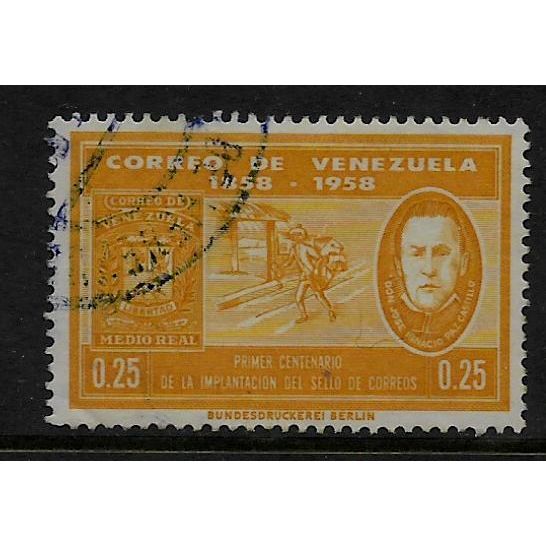 CORREO DE VENEZUELA
1858 - 1958
CORREO DE
VENEZUELA
LIBERTAD
MEDIO REAL
DON JOSE IGNACIO PAZ CASTILLO
0.25
PRIMER CENTENARIO
DE LA IMPLANTACION DEL SELLO DE CORREOS
0.25
BUNDESDRUCKEREI BERLIN